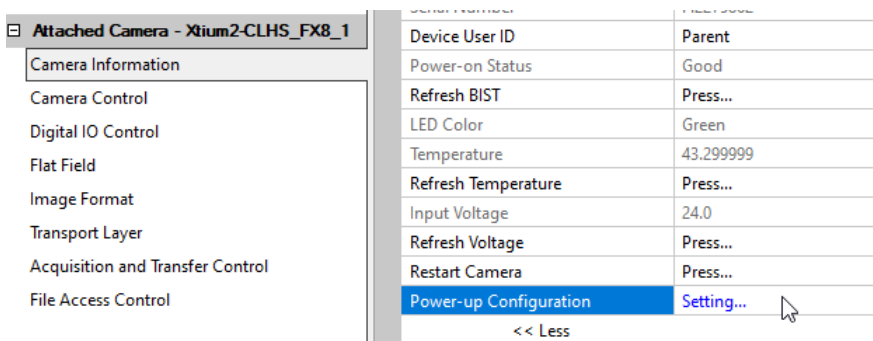 Attached Camera - Xtium2-CLHS_FX8_1
Camera Information
Camera Control
Digital IO Control
Flat Field
Image Format
Transport Layer
Acquisition and Transfer Control
File Access Control
Device User ID Parent
Power-on Status Good
Refresh BIST Press...
LED Color Green
Temperature 43.299999
Refresh Temperature Press...
Input Voltage 24.0
Refresh Voltage Press...
Restart Camera Press...
Power-up Configuration Setting...
<< Less